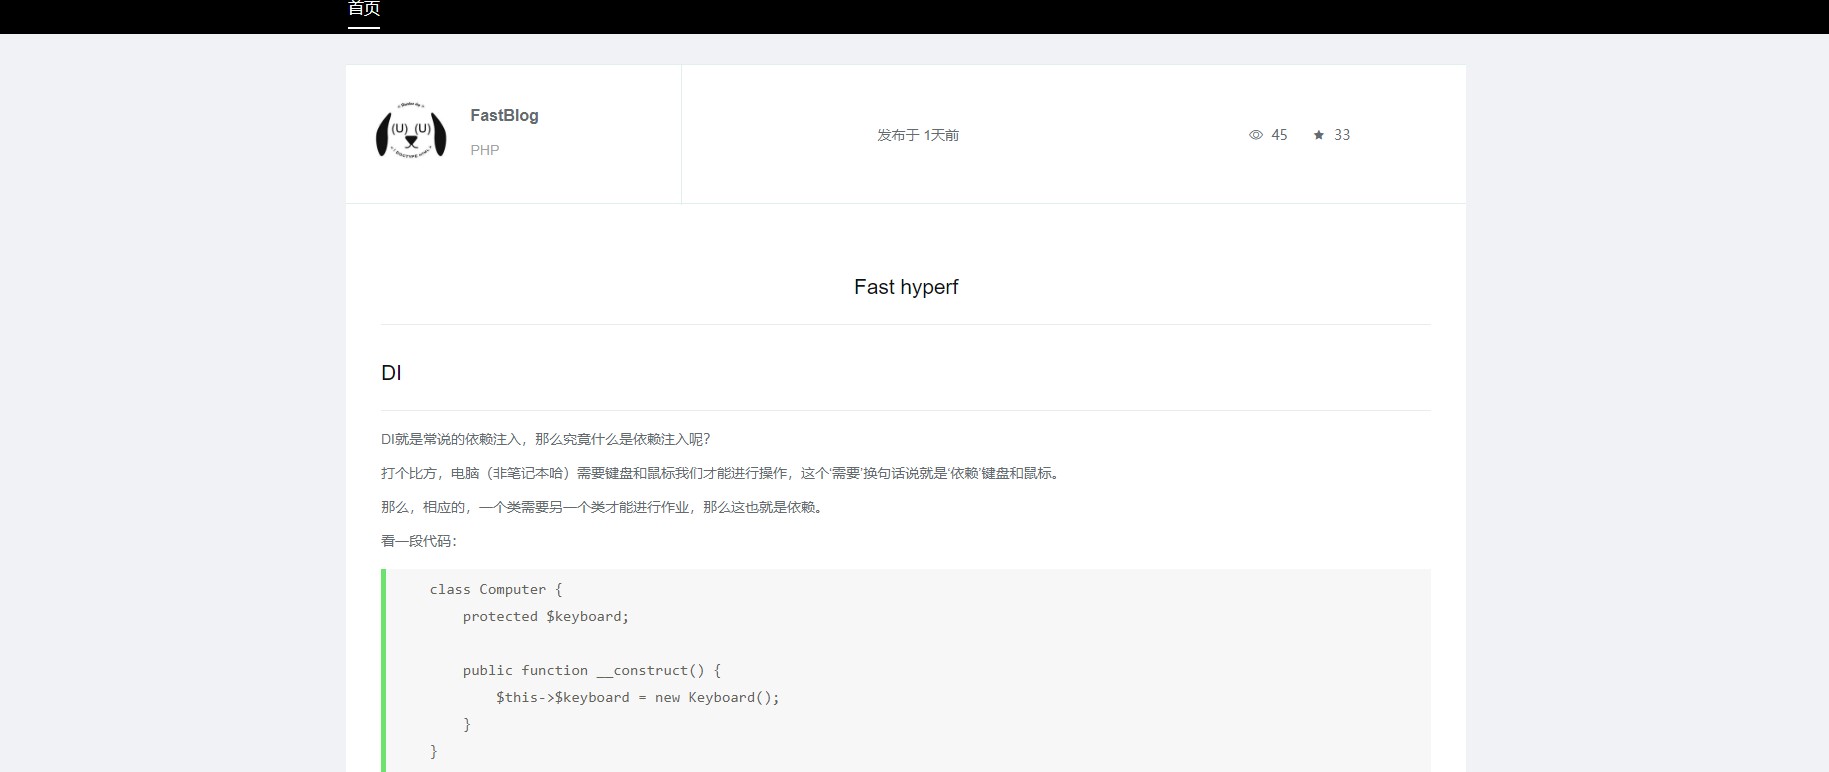 首页
FastBlog
PHP
发布于 1天前
45
33
Fast hyperf
DI
DI就是常说的依赖注入，那么究竟什么是依赖注入呢？
打个比方，电脑（非笔记本哈）需要键盘和鼠标我们才能进行操作，这个‘需要’换句话说就是‘依赖’键盘和鼠标。
那么，相应的，一个类需要另一个类才能进行作业，那么这也就是依赖。
看一段代码：
class Computer {
    protected $keyboard;
    public function __construct() {
        $this->$keyboard = new Keyboard();
    }
}